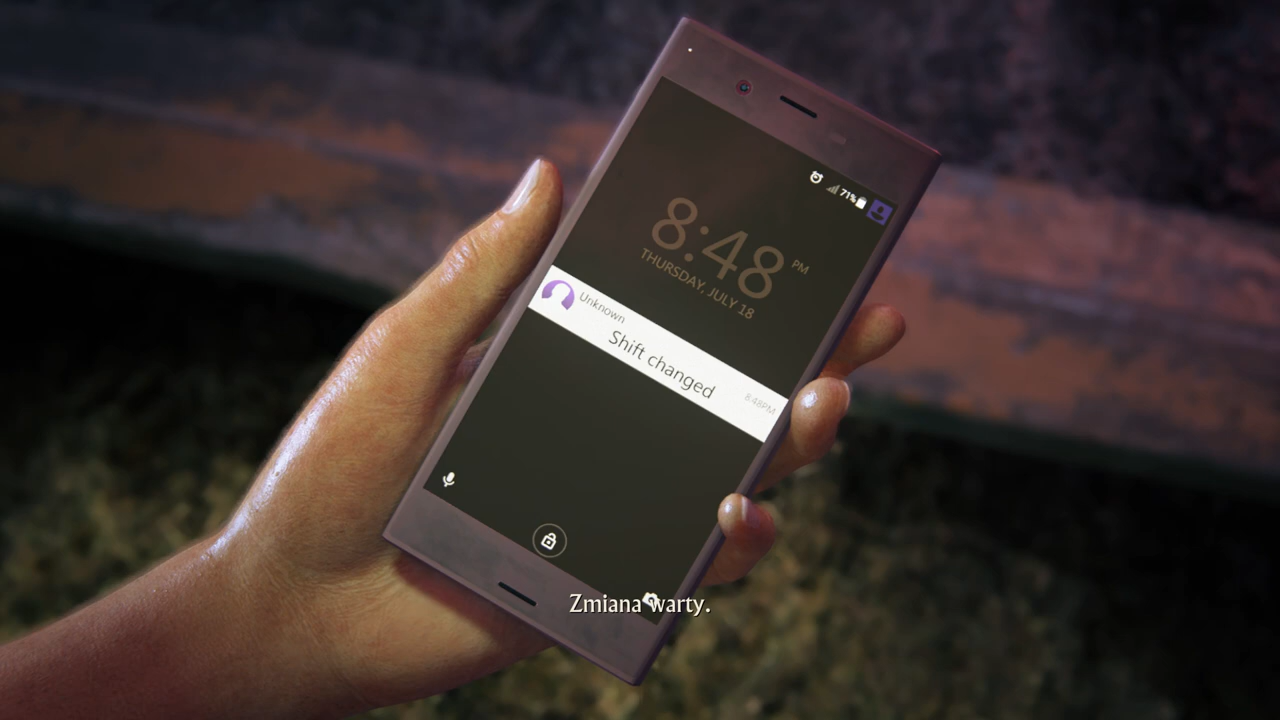 71%
8:48 PM
THURSDAY, JULY 18
Unknown
Shift changed
8:48PM
Zmiana warty.